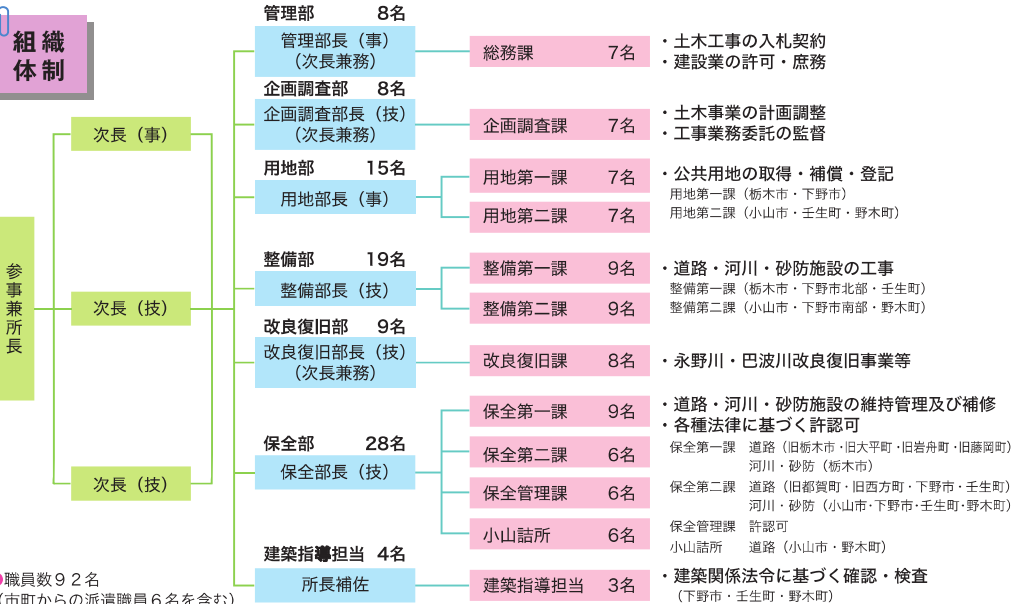 組織
体制
参事兼所長
次長（事）
次長（技）
次長（技）
管理部 8名
管理部長（事）
（次長兼務）
総務課 7名
・土木工事の入札契約
・建設業の許可・庶務
企画調査部 8名
企画調査部長（技）
（次長兼務）
企画調査課 7名
・土木事業の計画調整
・工事業務委託の監督
用地部 15名
用地部長（事）
用地第一課 7名
用地第二課 7名
・公共用地の取得・補償・登記
用地第一課（栃木市・下野市）
用地第二課（小山市・壬生町・野木町）
整備部 19名
整備部長（技）
整備第一課 9名
整備第二課 9名
・道路・河川・砂防施設の工事
整備第一課（栃木市・下野市北部・壬生町）
整備第二課（小山市・下野市南部・野木町）
改良復旧部 9名
改良復旧部長（技）
（次長兼務）
改良復旧課 8名
・永野川・巴波川改良復旧事業等
保全部 28名
保全部長（技）
保全第一課 9名
保全第二課 6名
保全管理課 6名
小山詰所 6名
・道路・河川・砂防施設の維持管理及び補修
・各種法律に基づく許認可
保全第一課 道路（旧栃木市・旧大平町・旧岩舟町・旧藤岡町）
河川・砂防（栃木市）
保全第二課 道路（旧都賀町・旧西方町・下野市・壬生町）
河川・砂防（小山市・下野市・壬生町・野木町）
保全管理課 許認可
小山詰所 道路（小山市・野木町）
建築指導担当 4名
所長補佐
建築指導担当 3名
・建築関係法令に基づく確認・検査
（下野市・壬生町・野木町）
●職員数９２名
（市町からの派遣職員６名を含む）